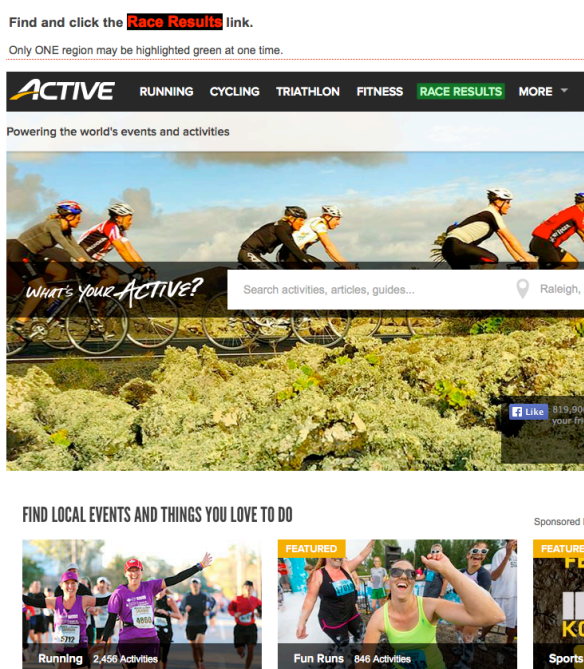 Find and click the Race Results link.
Only ONE region may be highlighted green at one time.
ACTIVE RUNNING CYCLING TRIATHLON FITNESS RACE RESULTS MORE
Powering the world's events and activities
WHAT'S YOUR ACTIVE? Search activities, articles, guides... Raleigh,
Like 819,90
your fri
FIND LOCAL EVENTS AND THINGS YOU LOVE TO DO
Sponsored
FEATURED FEATURE
5712 4800
Running 2,456 Activities Fun Runs 846 Activities Sports